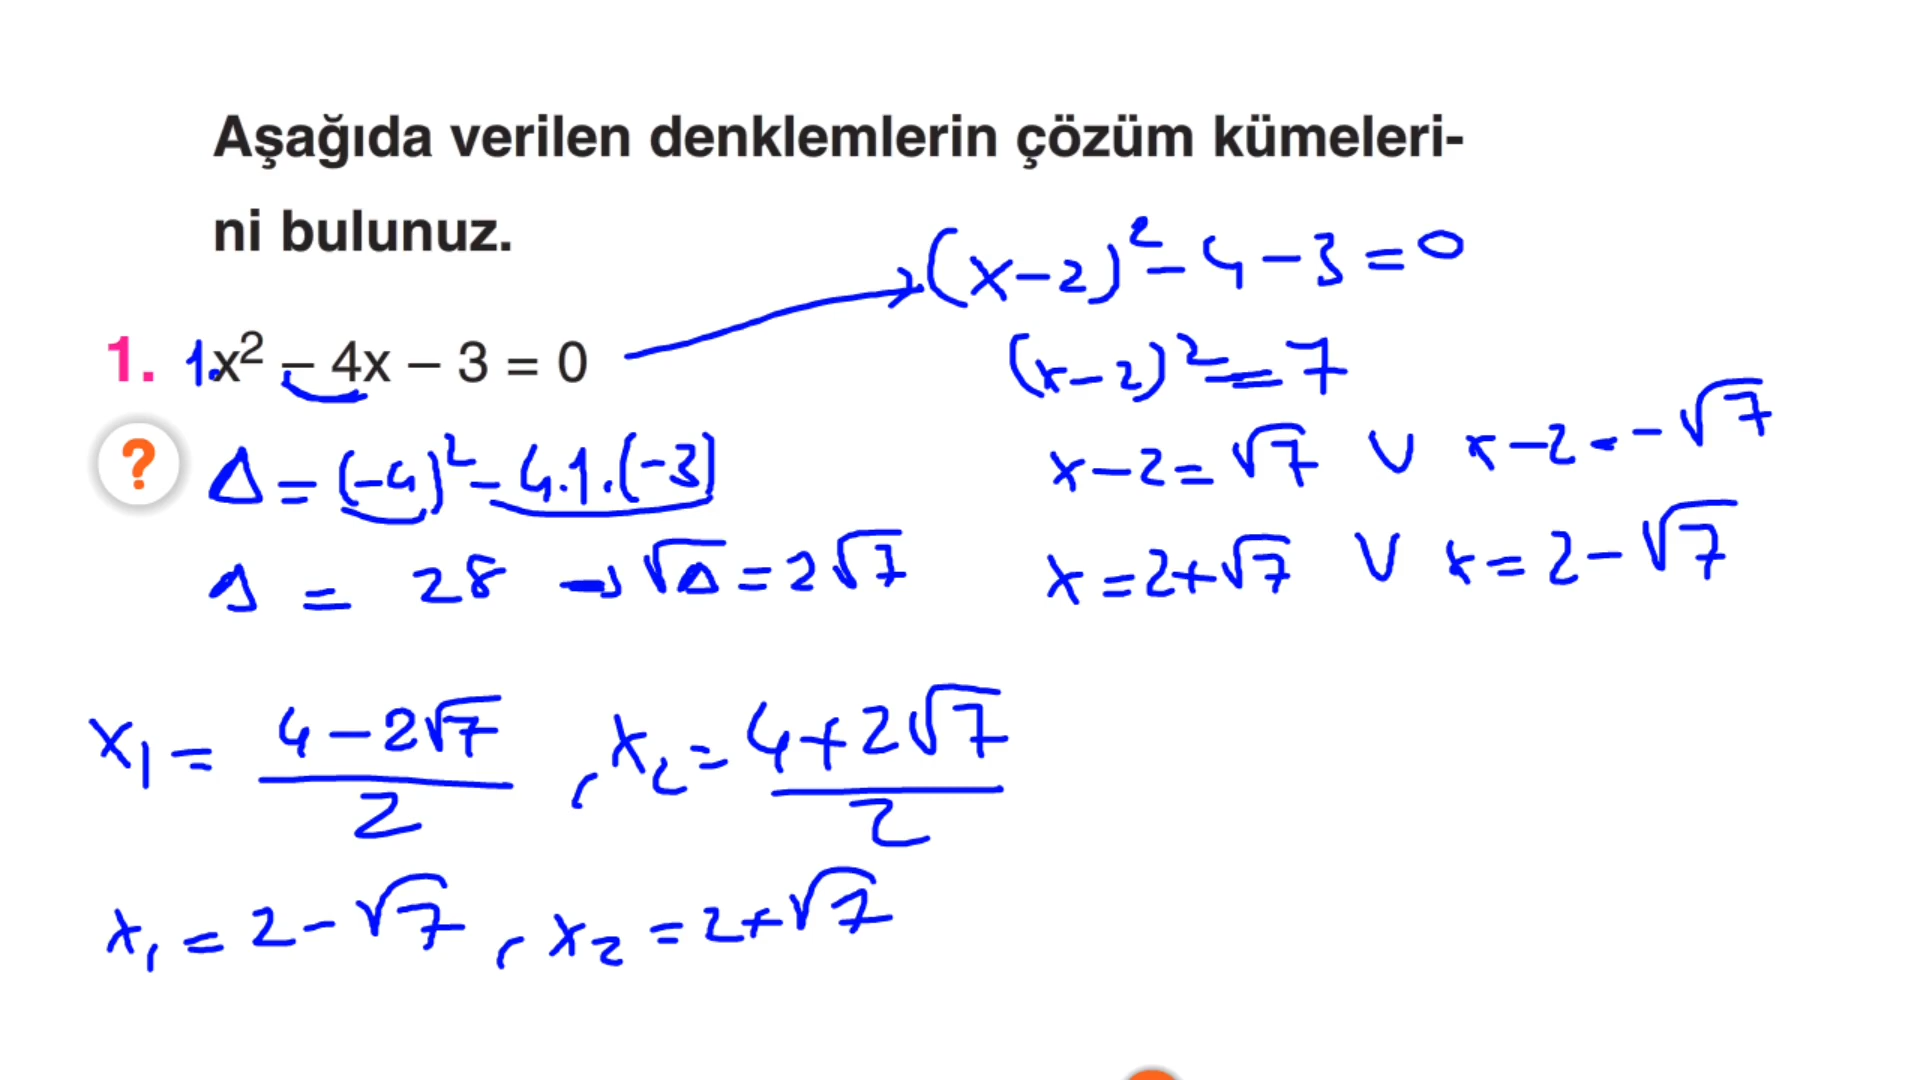 Aşağıda verilen denklemlerin çözüm kümeleri-
ni bulunuz.
1. 1.x² – 4x – 3 = 0
?
Δ = (-4)² - 4.1.(-3)
Δ = 28 → √Δ = 2√7
x₁ = (4 - 2√7)/2 , x₂ = (4 + 2√7)/2
x₁ = 2 - √7 , x₂ = 2 + √7
(x-2)² - 4 - 3 = 0
(x-2)² = 7
x-2 = √7 ∨ x-2 = -√7
x = 2+√7 ∨ x = 2-√7